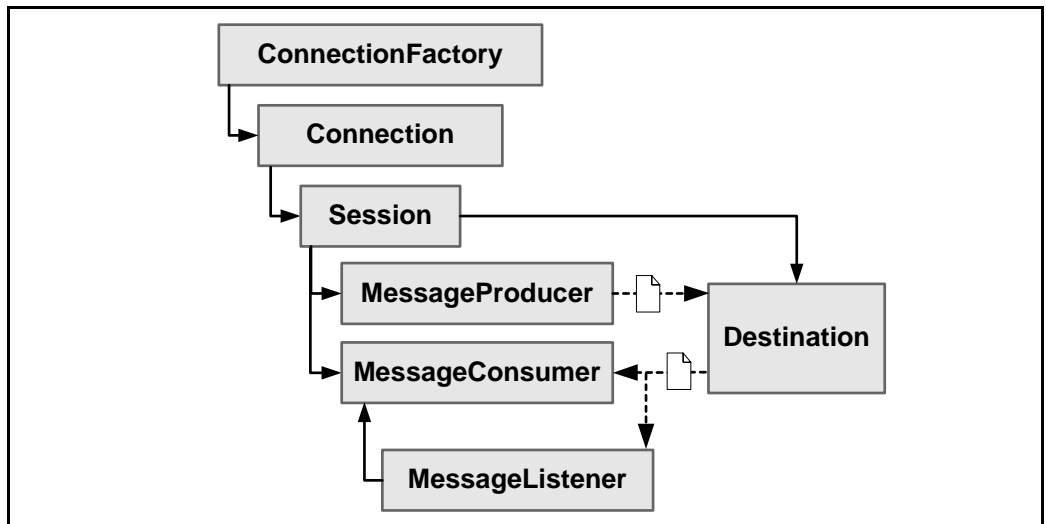 ConnectionFactory
Connection
Session
MessageProducer
Destination
MessageConsumer
MessageListener